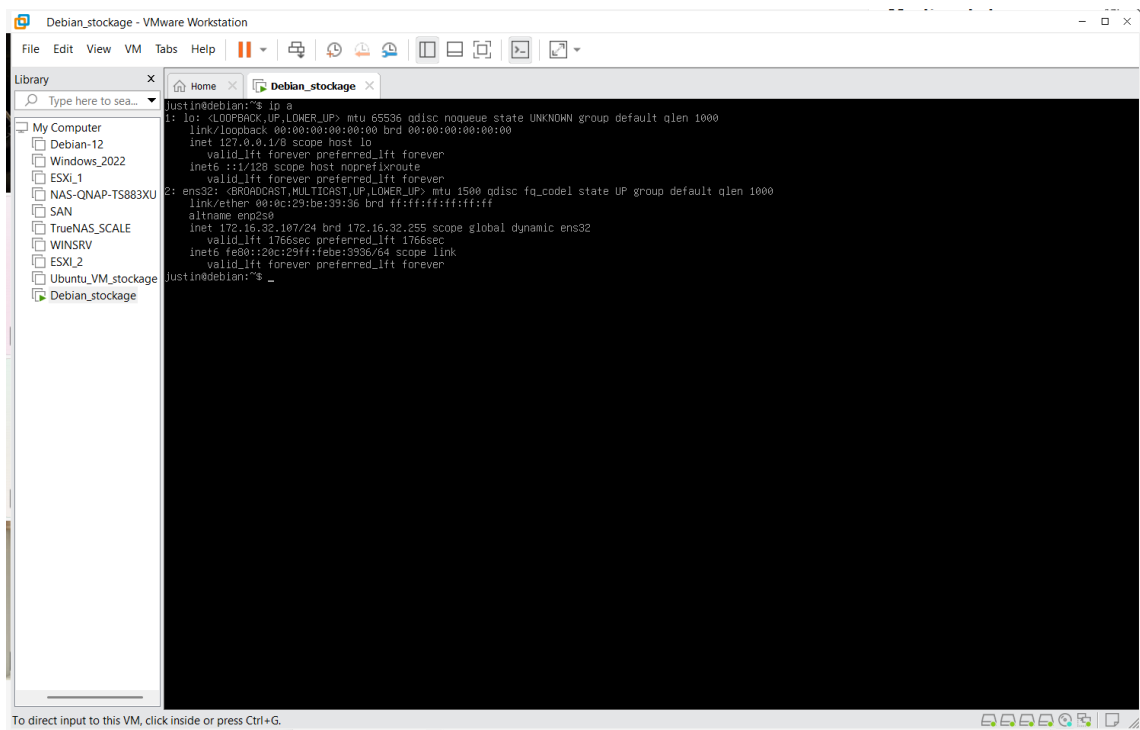 Debian_stockage - VMware Workstation
File Edit View VM Tabs Help
Library X
Type here to sea...
My Computer
Debian-12
Windows_2022
ESXi_1
NAS-QNAP-TS883XU
SAN
TrueNAS_SCALE
WINSRV
ESXI_2
Ubuntu_VM_stockage
Debian_stockage
Home Debian_stockage
justin@debian:~$ ip a
1: lo: <LOOPBACK,UP,LOWER_UP> mtu 65536 qdisc noqueue state UNKNOWN group default qlen 1000
link/loopback 00:00:00:00:00:00 brd 00:00:00:00:00:00
inet 127.0.0.1/8 scope host lo
valid_lft forever preferred_lft forever
inet6 ::1/128 scope host noprefixroute
valid_lft forever preferred_lft forever
2: ens32: <BROADCAST,MULTICAST,UP,LOWER_UP> mtu 1500 qdisc fq_codel state UP group default qlen 1000
link/ether 00:0c:29:be:39:36 brd ff:ff:ff:ff:ff:ff
altname enp2s0
inet 172.16.32.107/24 brd 172.16.32.255 scope global dynamic ens32
valid_lft 1766sec preferred_lft 1766sec
inet6 fe80::20c:29ff:febe:3936/64 scope link
valid_lft forever preferred_lft forever
justin@debian:~$ _
To direct input to this VM, click inside or press Ctrl+G.